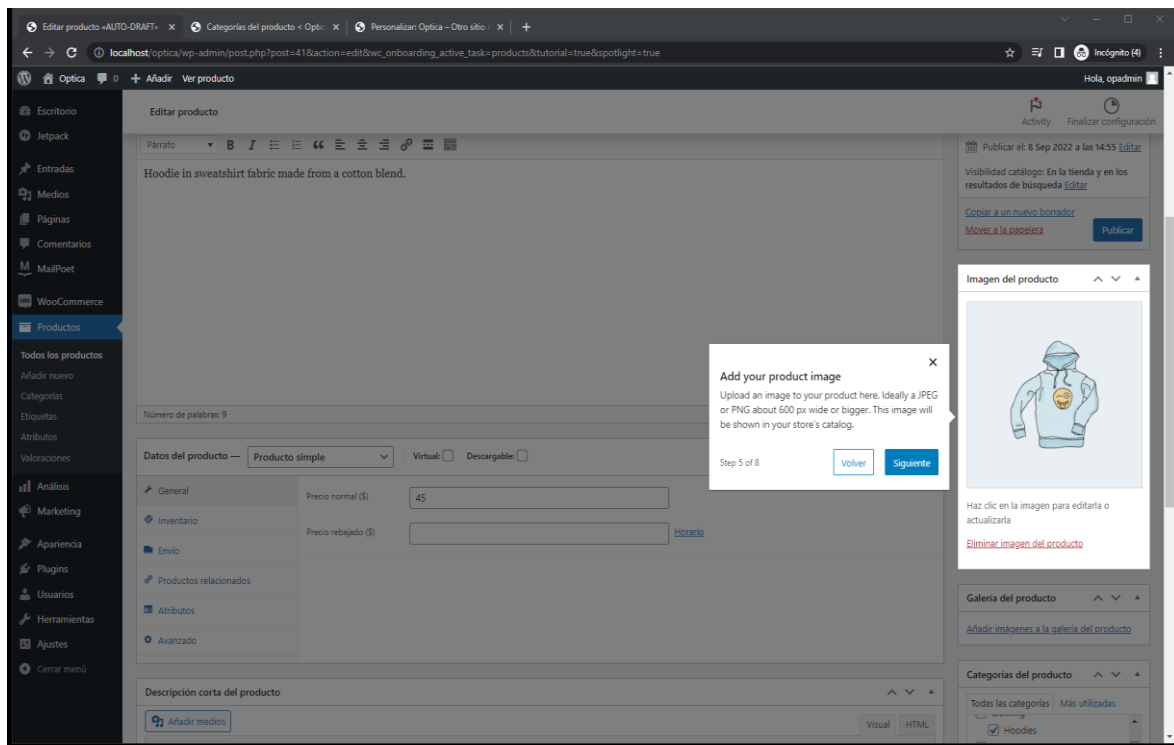 Editar producto «AUTO-DRAFT»
Categorías del producto < Optic
Personalizar: Optica – Otro sitio
localhost/optica/wp-admin/post.php?post=41&action=edit&wc_onboarding_active_task=products&tutorial=true&spotlight=true
Incógnito (4)
Optica
0
Añadir
Ver producto
Hola, opadmin
Escritorio
Jetpack
Entradas
Medios
Páginas
Comentarios
MailPoet
WooCommerce
Productos
Todos los productos
Añadir nuevo
Categorías
Etiquetas
Atributos
Valoraciones
Análisis
Marketing
Apariencia
Plugins
Usuarios
Herramientas
Ajustes
Cerrar menú
Editar producto
Activity
Finalizar configuración
Párrafo
B I
Hoodie in sweatshirt fabric made from a cotton blend.
Número de palabras: 9
Datos del producto —
Producto simple
Virtual:
Descargable:
General
Inventario
Envío
Productos relacionados
Atributos
Avanzado
Precio normal ($)
45
Precio rebajado ($)
Horario
Descripción corta del producto
Añadir medios
Visual
HTML
Add your product image
Upload an image to your product here. Ideally a JPEG
or PNG about 600 px wide or bigger. This image will
be shown in your store's catalog.
Step 5 of 8
Volver
Siguiente
Publicar el: 8 Sep 2022 a las 14:55 Editar
Visibilidad catálogo: En la tienda y en los
resultados de búsqueda Editar
Copiar a un nuevo borrador
Mover a la papelera
Publicar
Imagen del producto
Haz clic en la imagen para editarla o
actualizarla
Eliminar imagen del producto
Galería del producto
Añadir imágenes a la galería del producto
Categorías del producto
Todas las categorías
Más utilizadas
Hoodies